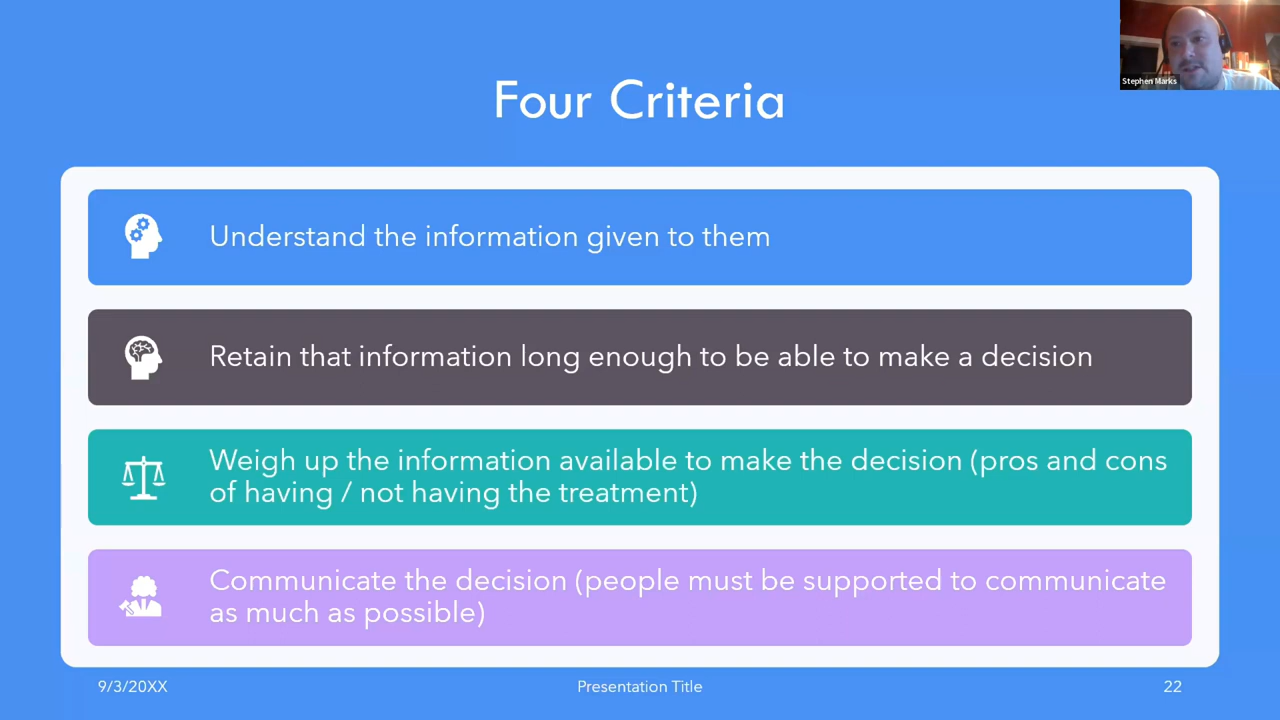 Stephen Marks
Four Criteria
Understand the information given to them
Retain that information long enough to be able to make a decision
Weigh up the information available to make the decision (pros and cons
of having / not having the treatment)
Communicate the decision (people must be supported to communicate
as much as possible)
9/3/20XX
Presentation Title
22